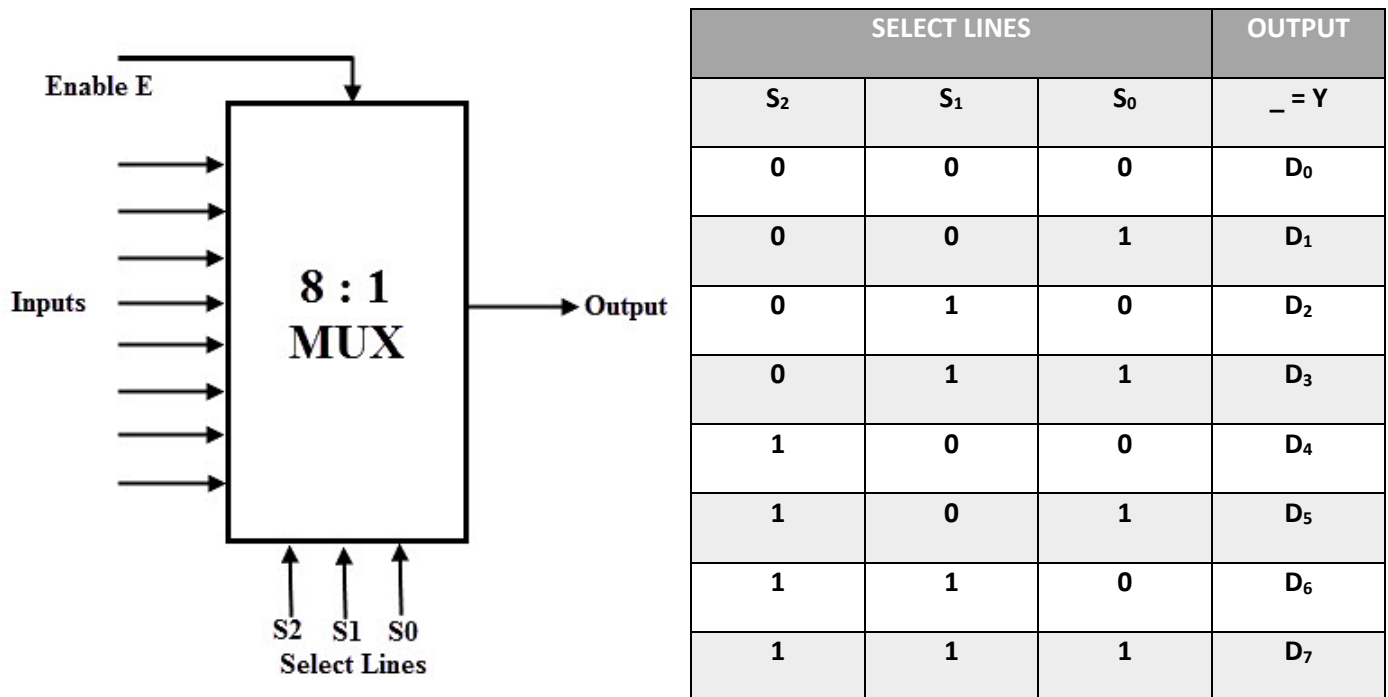 Enable E
Inputs
8 : 1
MUX
Output
S2 S1 S0
Select Lines
SELECT LINES OUTPUT
S₂ S₁ S₀ _ = Y
0 0 0 D₀
0 0 1 D₁
0 1 0 D₂
0 1 1 D₃
1 0 0 D₄
1 0 1 D₅
1 1 0 D₆
1 1 1 D₇